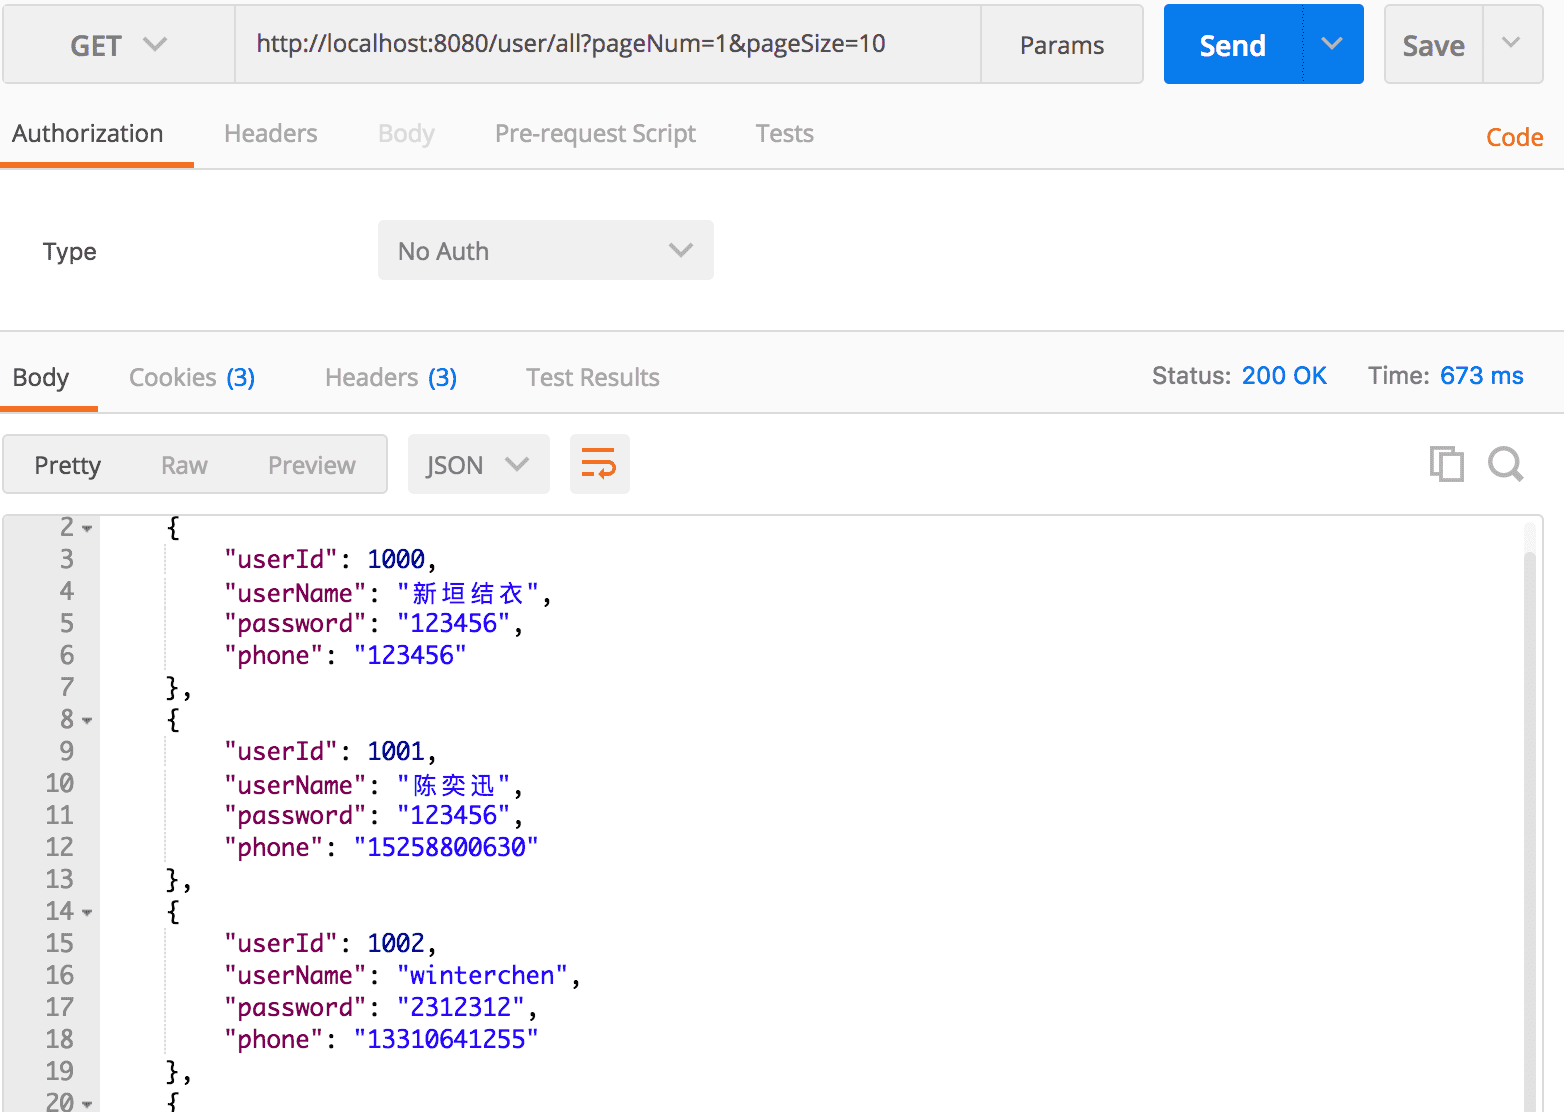 GET http://localhost:8080/user/all?pageNum=1&pageSize=10 Params Send Save
Authorization Headers Body Pre-request Script Tests Code
Type No Auth
Body Cookies (3) Headers (3) Test Results Status: 200 OK Time: 673 ms
Pretty Raw Preview JSON
2 {
3 "userId": 1000,
4 "userName": "新垣结衣",
5 "password": "123456",
6 "phone": "123456"
7 },
8 {
9 "userId": 1001,
10 "userName": "陈奕迅",
11 "password": "123456",
12 "phone": "15258800630"
13 },
14 {
15 "userId": 1002,
16 "userName": "winterchen",
17 "password": "2312312",
18 "phone": "13310641255"
19 },
20 {